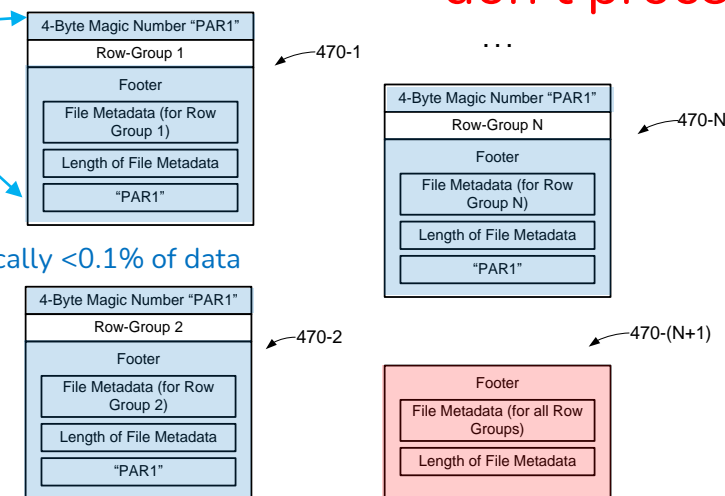 don't proces
4-Byte Magic Number “PAR1”
Row-Group 1
Footer
File Metadata (for Row
Group 1)
Length of File Metadata
“PAR1”
470-1
. . .
4-Byte Magic Number “PAR1”
Row-Group N
Footer
File Metadata (for Row
Group N)
Length of File Metadata
“PAR1”
470-N
cally <0.1% of data
4-Byte Magic Number “PAR1”
Row-Group 2
Footer
File Metadata (for Row
Group 2)
Length of File Metadata
“PAR1”
470-2
470-(N+1)
Footer
File Metadata (for all Row
Groups)
Length of File Metadata